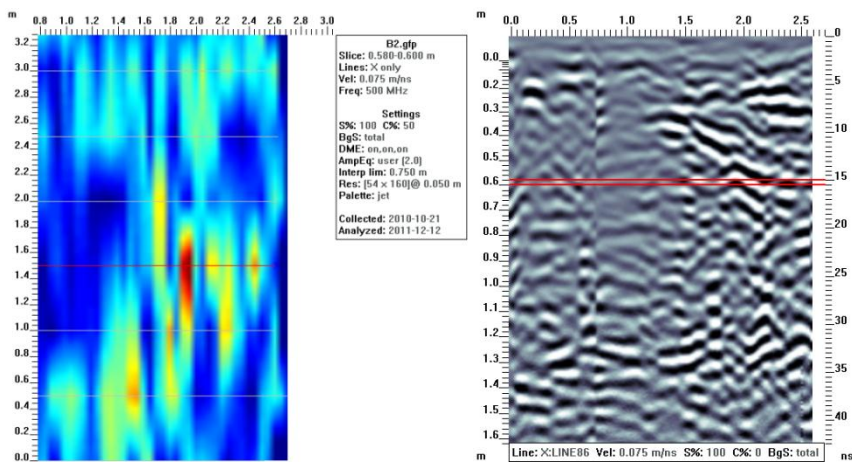 m
0.8 1.0 1.2 1.4 1.6 1.8 2.0 2.2 2.4 2.6 2.8 3.0
3.2
3.0
2.8
2.6
2.4
2.2
2.0
1.8
1.6
1.4
1.2
1.0
0.8
0.6
0.4
0.2
0.0
m
B2.gfp
Slice: 0.580-0.600 m
Lines: X only
Vel: 0.075 m/ns
Freq: 500 MHz
Settings
S%: 100 C%: 50
BgS: total
DME: on,on,on
AmpEq: user (2.0)
Interp lim: 0.750 m
Res: [54 x 160]@ 0.050 m
Palette: jet
Collected: 2010-10-21
Analyzed: 2011-12-12
m
0.0 0.5 1.0 1.5 2.0 2.5
0.0
0.1
0.2
0.3
0.4
0.5
0.6
0.7
0.8
0.9
1.0
1.1
1.2
1.3
1.4
1.5
1.6
m
0
5
10
15
20
25
30
35
40
ns
Line: X:LINE86 Vel: 0.075 m/ns S%: 100 C%: 0 BgS: total